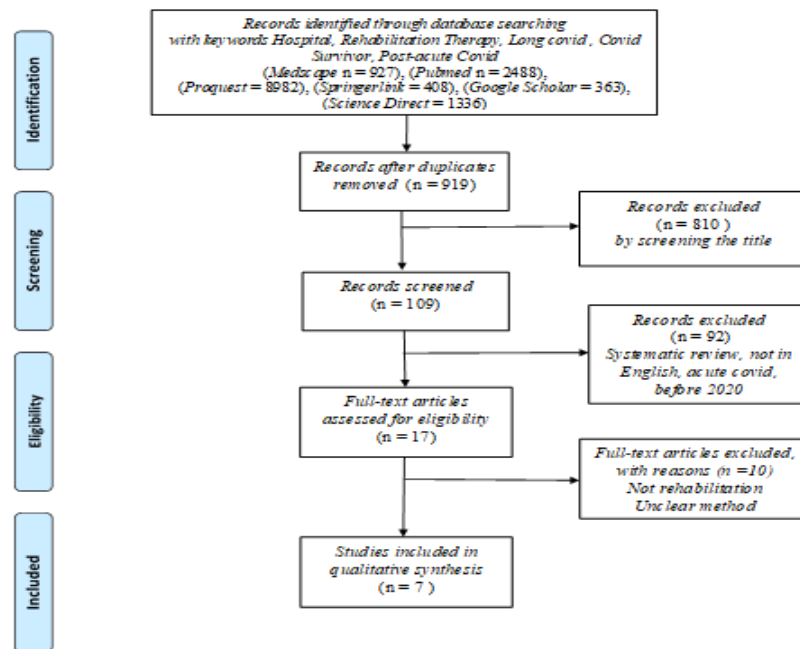 Records identified through database searching
with keywords Hospital, Rehabilitation Therapy, Long covid, Covid
Survivor, Post-acute Covid
(Medscape n = 927), (Pubmed n = 2488),
(Proquest = 8982), (Springerlink = 408), (Google Scholar = 363),
(Science Direct = 1336)
Identification
Records after duplicates
removed (n = 919)
Records excluded
(n = 810 )
by screening the title
Screening
Records screened
(n = 109)
Records excluded
(n = 92)
Systematic review, not in
English, acute covid,
before 2020
Eligibility
Full-text articles
assessed for eligibility
(n = 17)
Full-text articles excluded,
with reasons (n =10)
Not rehabilitation
Unclear method
Included
Studies included in
qualitative synthesis
(n = 7 )